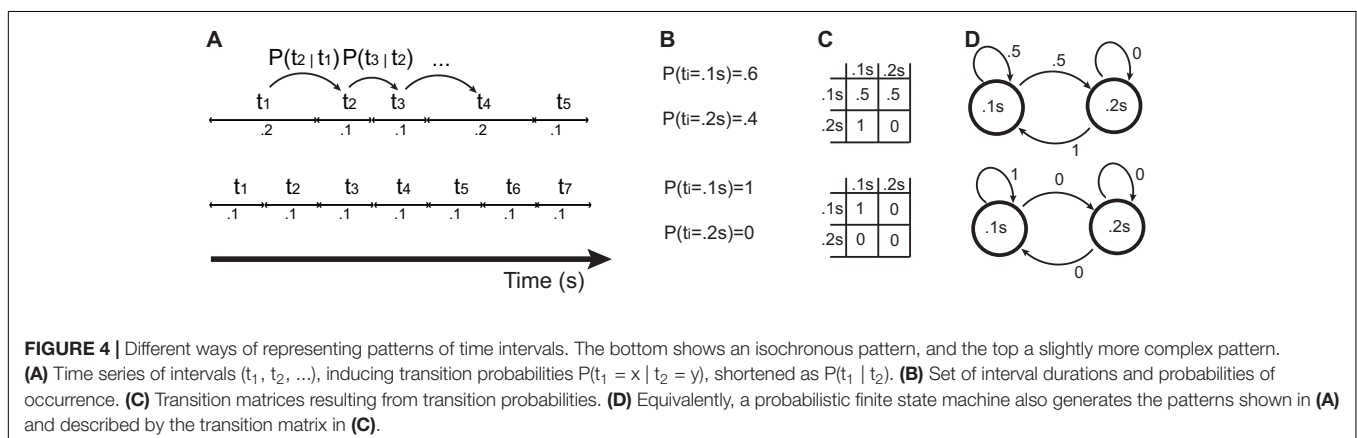 A
P(t2 | t1) P(t3 | t2) ...
t1 t2 t3 t4 t5
.2 .1 .1 .2 .1
t1 t2 t3 t4 t5 t6 t7
.1 .1 .1 .1 .1 .1 .1
Time (s)
B
P(ti=.1s)=.6
P(ti=.2s)=.4
P(ti=.1s)=1
P(ti=.2s)=0
C
.1s .2s
.1s .5 .5
.2s 1 0
.1s .2s
.1s 1 0
.2s 0 0
D
.5 .5 0
.1s .2s
1
1 0 0
.1s .2s
0
FIGURE 4 | Different ways of representing patterns of time intervals. The bottom shows an isochronous pattern, and the top a slightly more complex pattern.
(A) Time series of intervals (t1, t2, ...), inducing transition probabilities P(t1 = x | t2 = y), shortened as P(t1 | t2). (B) Set of interval durations and probabilities of
occurrence. (C) Transition matrices resulting from transition probabilities. (D) Equivalently, a probabilistic finite state machine also generates the patterns shown in (A)
and described by the transition matrix in (C).